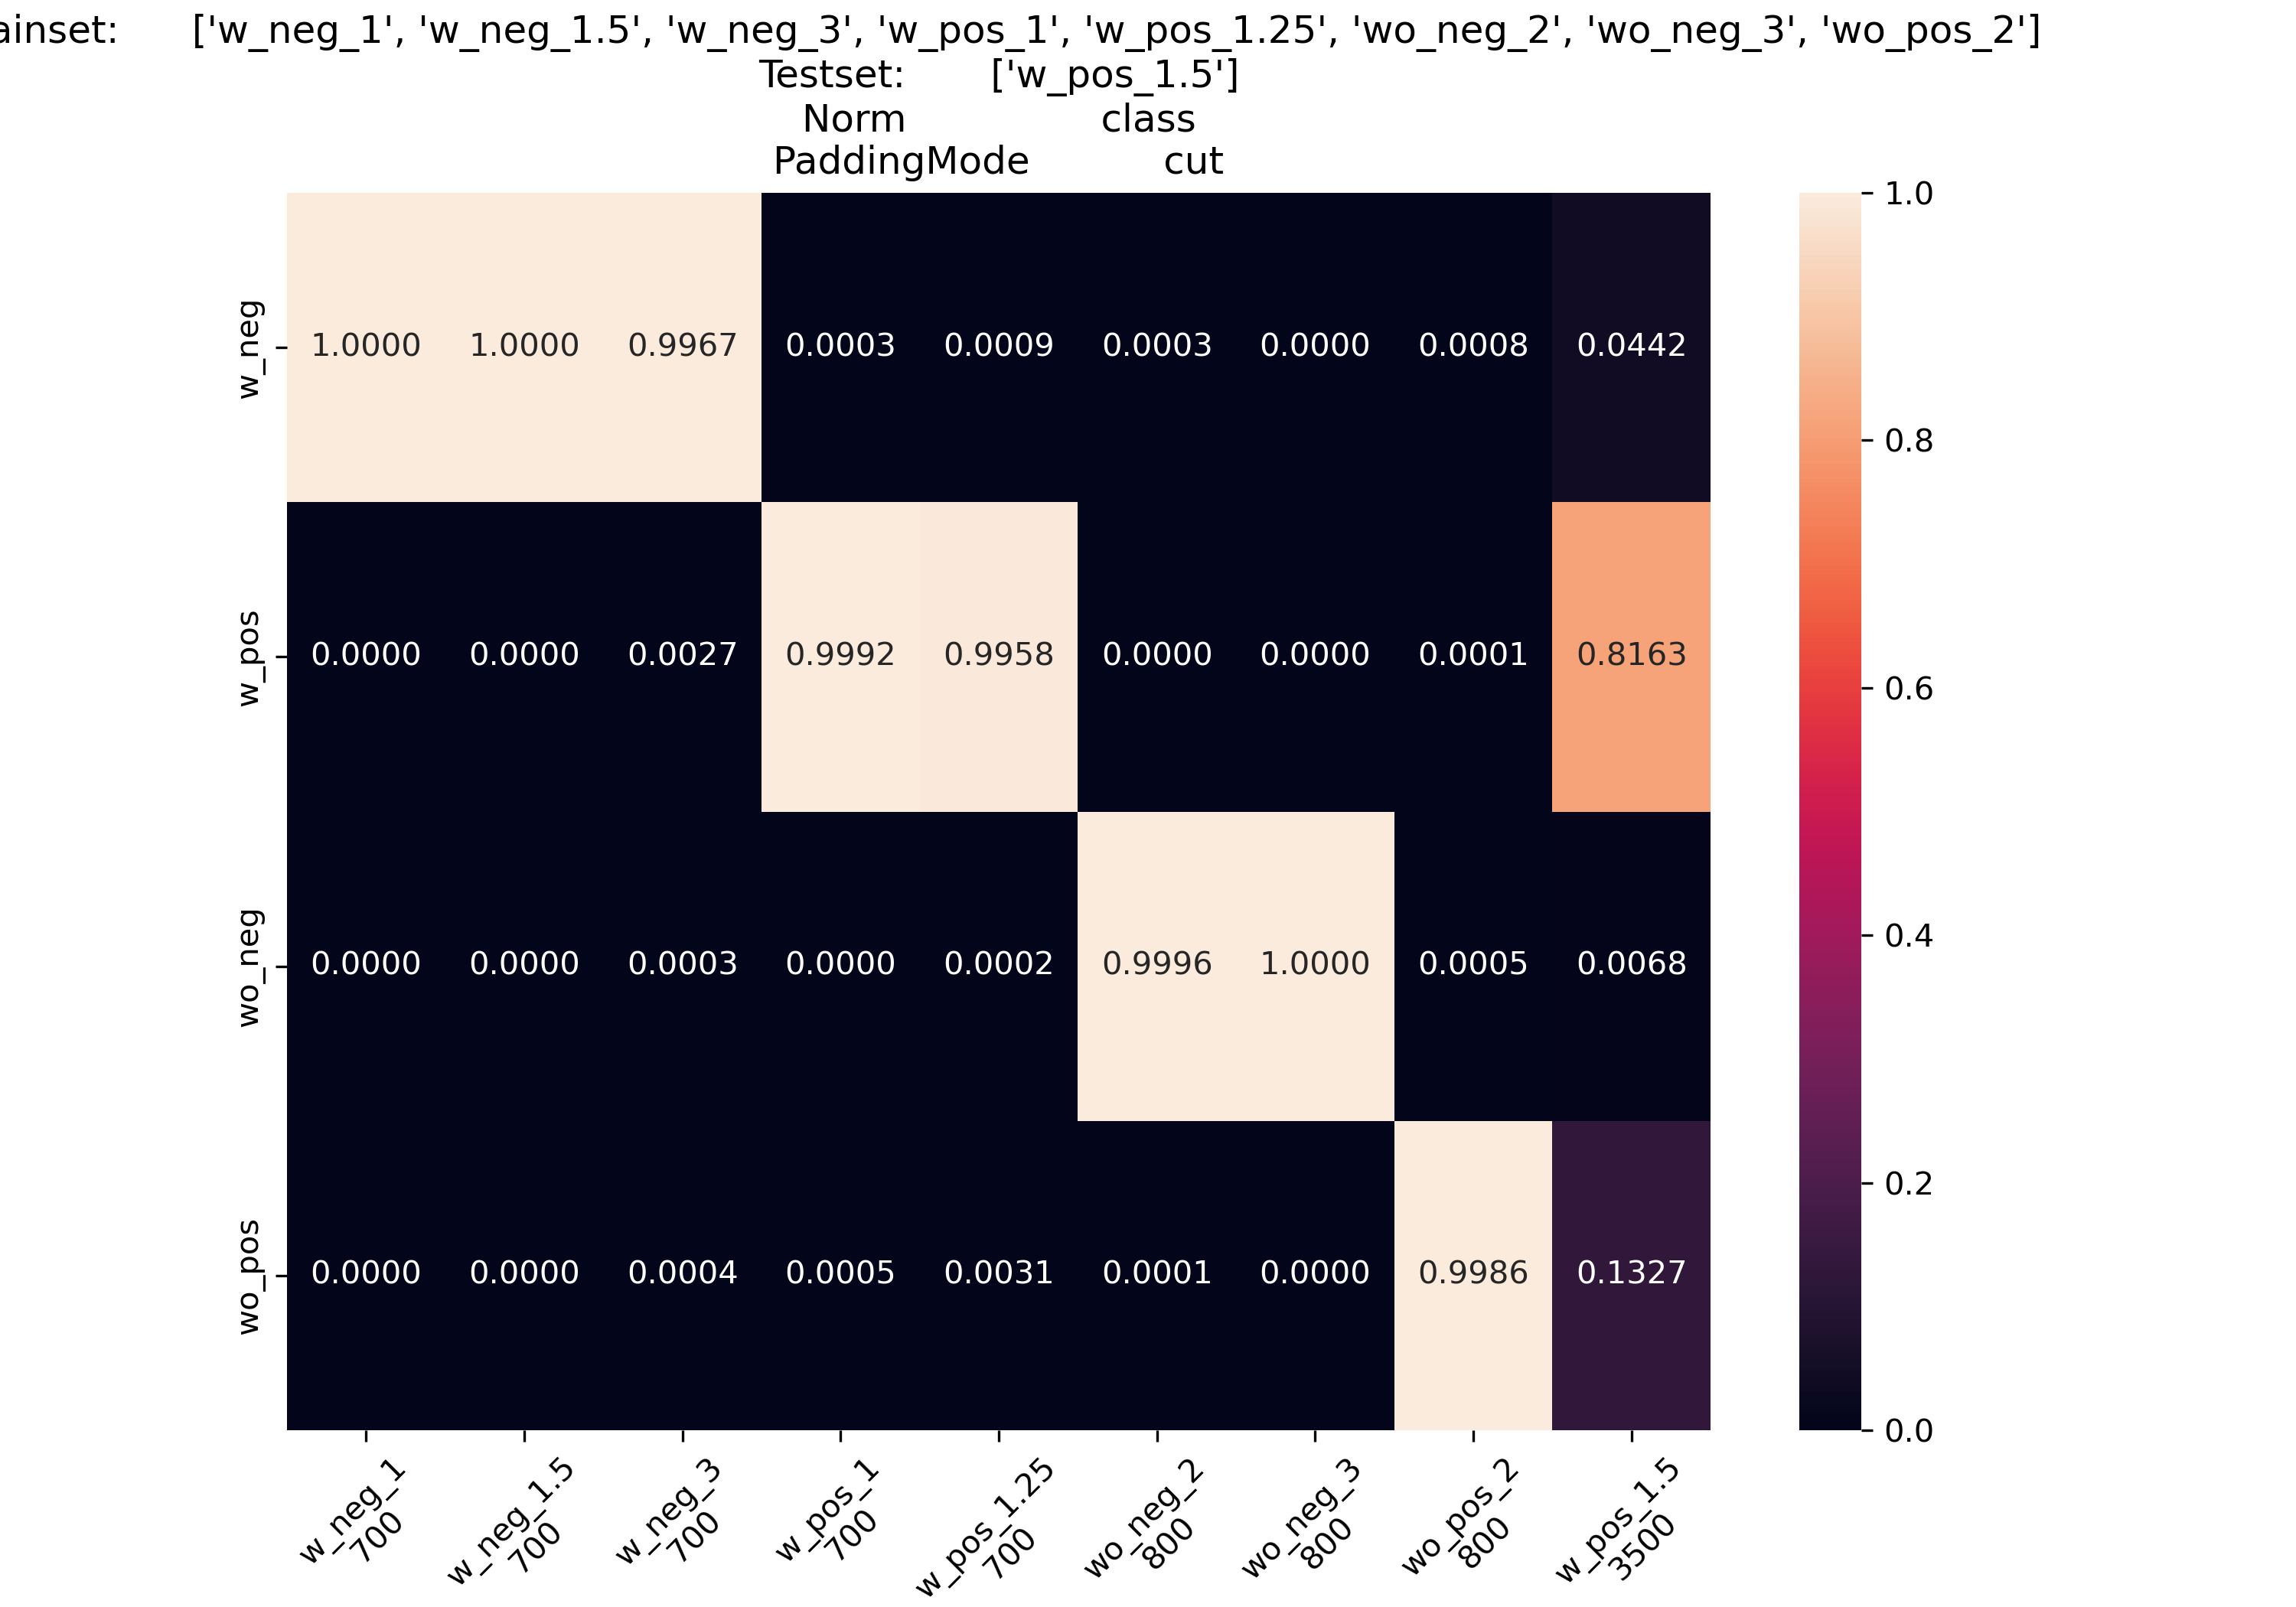 ainset: ['w_neg_1', 'w_neg_1.5', 'w_neg_3', 'w_pos_1', 'w_pos_1.25', 'wo_neg_2', 'wo_neg_3', 'wo_pos_2']
Testset: ['w_pos_1.5']
Norm class
PaddingMode cut
w_neg
1.0000 1.0000 0.9967 0.0003 0.0009 0.0003 0.0000 0.0008 0.0442
w_pos
0.0000 0.0000 0.0027 0.9992 0.9958 0.0000 0.0000 0.0001 0.8163
wo_neg
0.0000 0.0000 0.0003 0.0000 0.0002 0.9996 1.0000 0.0005 0.0068
wo_pos
0.0000 0.0000 0.0004 0.0005 0.0031 0.0001 0.0000 0.9986 0.1327
w_neg_1
700
w_neg_1.5
700
w_neg_3
700
w_pos_1
700
w_pos_1.25
700
wo_neg_2
800
wo_neg_3
800
wo_pos_2
800
w_pos_1.5
3500
1.0
0.8
0.6
0.4
0.2
0.0